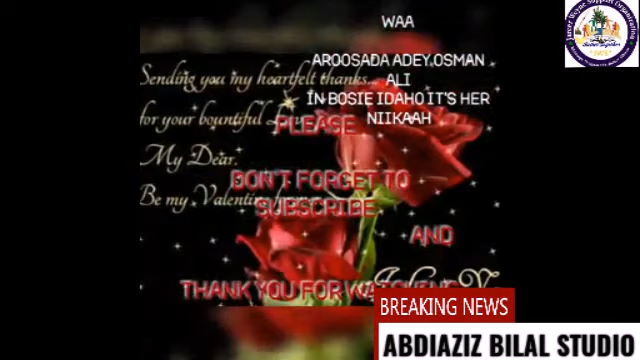 WAA
AROOSADA ADEY.OSMAN
ALI
IN BOSIE IDAHO IT'S HER
NIIKAAH
Sending you my heartfelt thanks...
for your bountiful
My Dear.
Be my Valentine
PLEASE
DON'T FORGET TO
SUBSCRIBE
AND
THANK YOU FOR WATCHING
BREAKING NEWS
ABDIAZIZ BILAL STUDIO